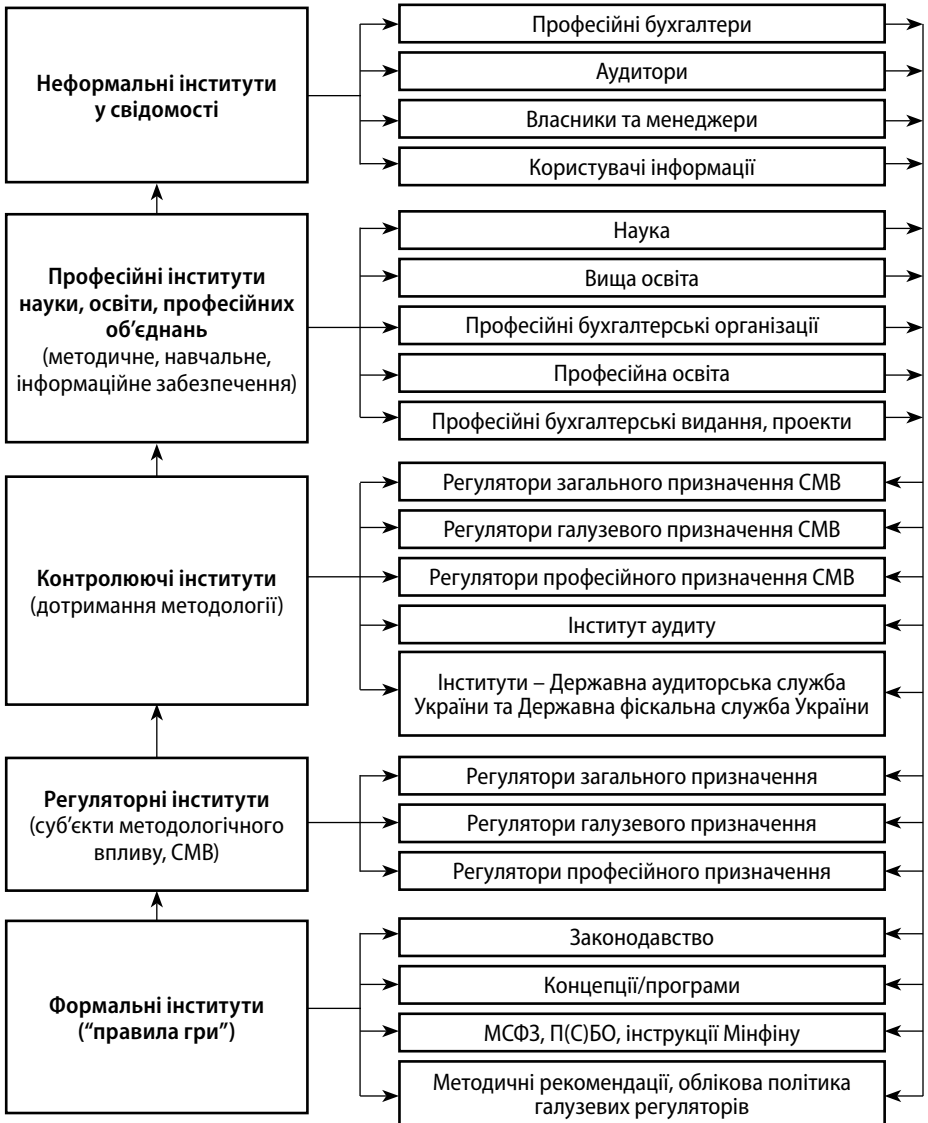 Неформальні інститути
у свідомості
Професійні бухгалтери
Аудитори
Власники та менеджери
Користувачі інформації
Професійні інститути
науки, освіти, професійних
об’єднань
(методичне, навчальне,
інформаційне забезпечення)
Наука
Вища освіта
Професійні бухгалтерські організації
Професійна освіта
Професійні бухгалтерські видання, проекти
Контролюючі інститути
(дотримання методології)
Регулятори загального призначення СМВ
Регулятори галузевого призначення СМВ
Регулятори професійного призначення СМВ
Інститут аудиту
Інститути – Державна аудиторська служба
України та Державна фіскальна служба України
Регуляторні інститути
(суб’єкти методологічного
впливу, СМВ)
Регулятори загального призначення
Регулятори галузевого призначення
Регулятори професійного призначення
Формальні інститути
(“правила гри”)
Законодавство
Концепції/програми
МСФЗ, П(С)БО, інструкції Мінфіну
Методичні рекомендації, облікова політика
галузевих регуляторів